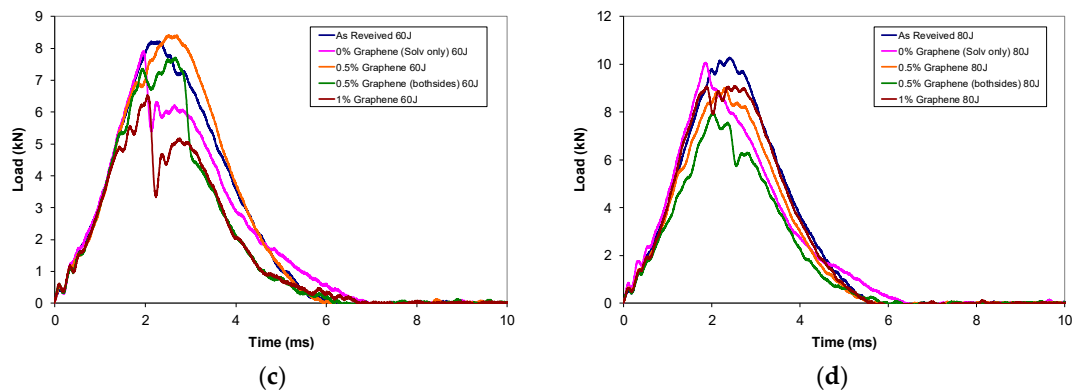 9
8
7
6
5
4
3
2
1
0
Load (kN)
0 2 4 6 8 10
Time (ms)
As Reveived 60J
0% Graphene (Solv only) 60J
0.5% Graphene 60J
0.5% Graphene (bothsides) 60J
1% Graphene 60J
(c)
12
10
8
6
4
2
0
Load (kN)
0 2 4 6 8 10
Time (ms)
As Reveived 80J
0% Graphene (Solv only) 80J
0.5% Graphene 80J
0.5% Graphene (bothsides) 80J
1% Graphene 80J
(d)